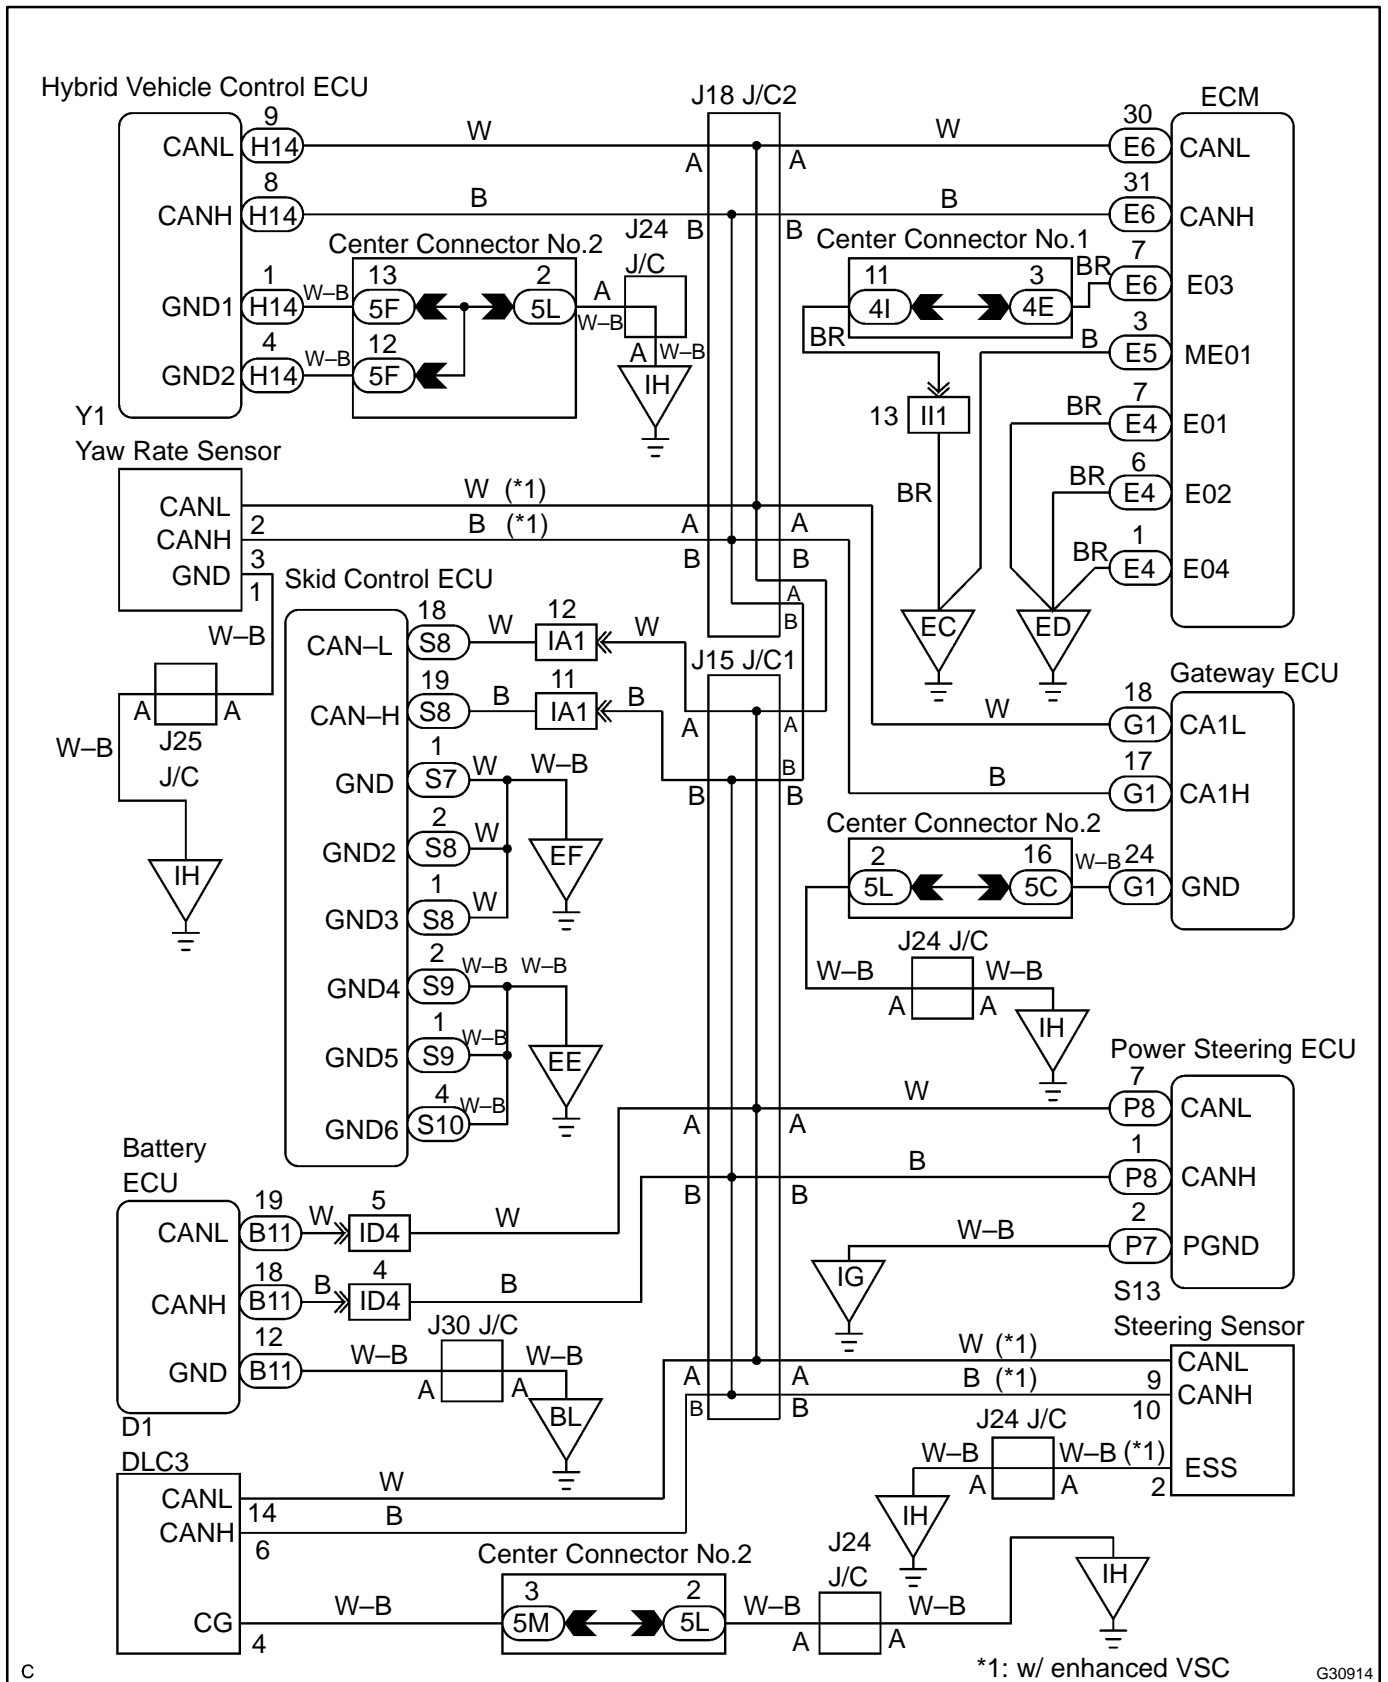 Hybrid Vehicle Control ECU
J18 J/C2
ECM
9
CANL
H14
W
A
A
W
30
E6
CANL
8
CANH
H14
B
B
B
B
31
E6
CANH
Center Connector No.2
J24
J/C
Center Connector No.1
1
GND1
H14
W–B
13
5F
2
5L
A
W–B
11
4I
3
4E
BR
7
E6
E03
4
GND2
H14
W–B
12
5F
A
W–B
IH
BR
B
3
E5
ME01
13
II1
BR
7
E4
E01
Y1
Yaw Rate Sensor
BR
BR
6
E4
E02
CANL
2
W (*1)
A
A
CANH
3
B (*1)
B
B
BR
1
E4
E04
GND
1
A
B
EC
ED
W–B
Skid Control ECU
18
CAN–L
S8
W
12
IA1
W
J15 J/C1
Gateway ECU
19
CAN–H
S8
B
11
IA1
B
A
A
W
18
G1
CA1L
A
A
J25
J/C
W–B
1
GND
S7
W
W–B
B
B
B
B
17
G1
CA1H
2
GND2
S8
W
EF
Center Connector No.2
IH
1
GND3
S8
W
2
5L
16
5C
W–B
24
G1
GND
2
GND4
S9
W–B
W–B
W–B
J24 J/C
W–B
A
A
IH
1
GND5
S9
W–B
EE
Power Steering ECU
4
GND6
S10
W–B
A
A
W
7
P8
CANL
Battery
ECU
B
B
B
1
P8
CANH
19
CANL
B11
W
5
ID4
W
W–B
2
P7
PGND
18
CANH
B11
B
4
ID4
B
IG
S13
Steering Sensor
12
GND
B11
W–B
J30 J/C
A
A
W–B
BL
A
A
W (*1)
CANL
9
B
B
B (*1)
CANH
10
D1
DLC3
J24 J/C
W–B
A
A
W–B (*1)
2
ESS
IH
CANL
14
W
CANH
6
B
Center Connector No.2
J24
J/C
IH
CG
4
W–B
3
5M
2
5L
W–B
A
A
W–B
*1: w/ enhanced VSC
C
G30914